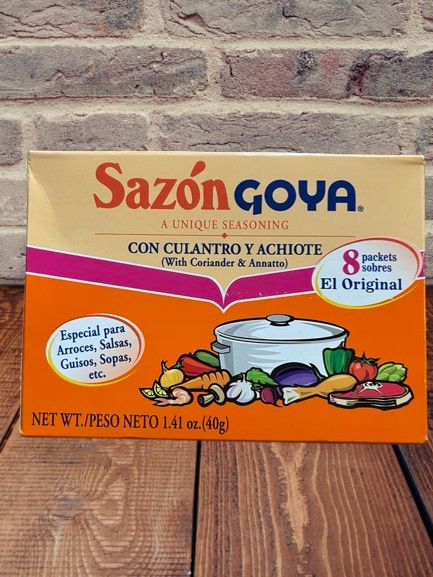 Sazón GOYA®
A UNIQUE SEASONING
CON CULANTRO Y ACHIOTE
(With Coriander & Annatto)
8 packets
sobres
El Original
Especial para
Arroces, Salsas,
Guisos, Sopas,
etc.
NET WT./PESO NETO 1.41 oz.(40g)